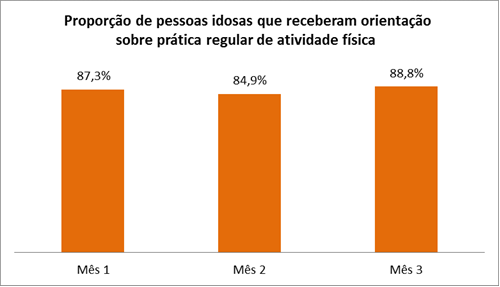 Proporção de pessoas idosas que receberam orientação
sobre prática regular de atividade física
87,3%
84,9%
88,8%
Mês 1
Mês 2
Mês 3